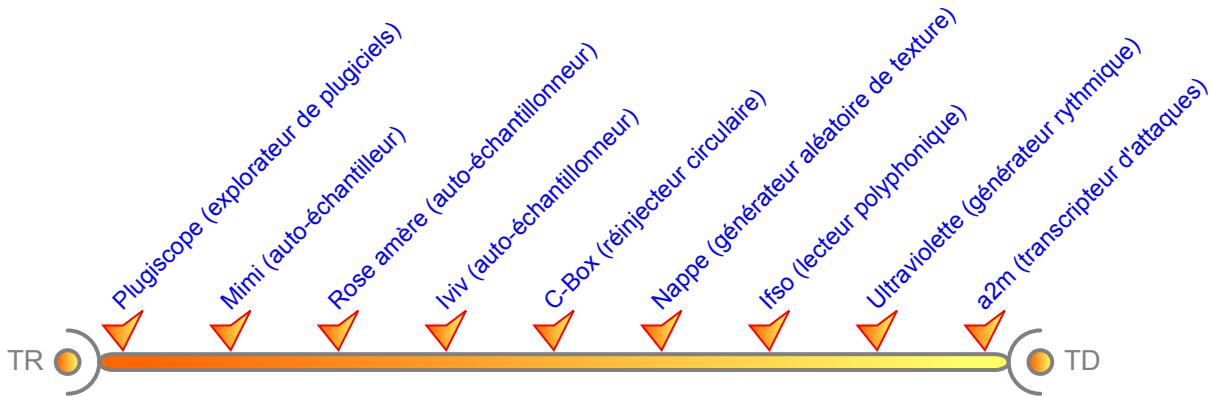 Plugiscope (explorateur de plugiciels)
Mimi (auto-échantilleur)
Rose amère (auto-échantillonneur)
Iviv (auto-échantillonneur)
C-Box (réinjecteur circulaire)
Nappe (générateur aléatoire de texture)
Ifso (lecteur polyphonique)
Ultraviolette (générateur rythmique)
a2m (transcripteur d'attaques)
TR
TD